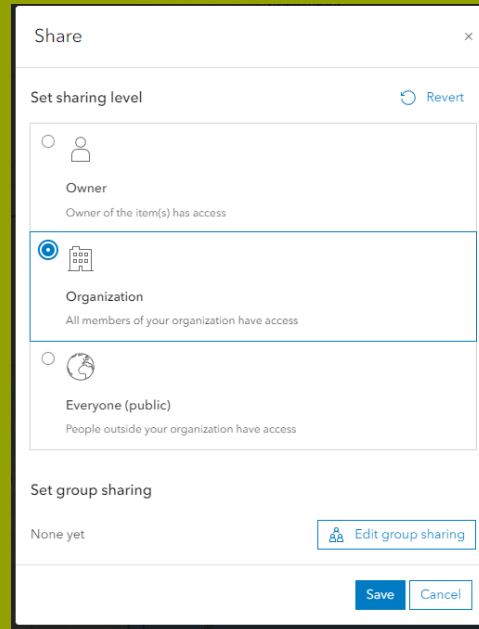 Share
×
Set sharing level
Revert
Owner
Owner of the item(s) has access
Organization
All members of your organization have access
Everyone (public)
People outside your organization have access
Set group sharing
None yet
Edit group sharing
Save
Cancel